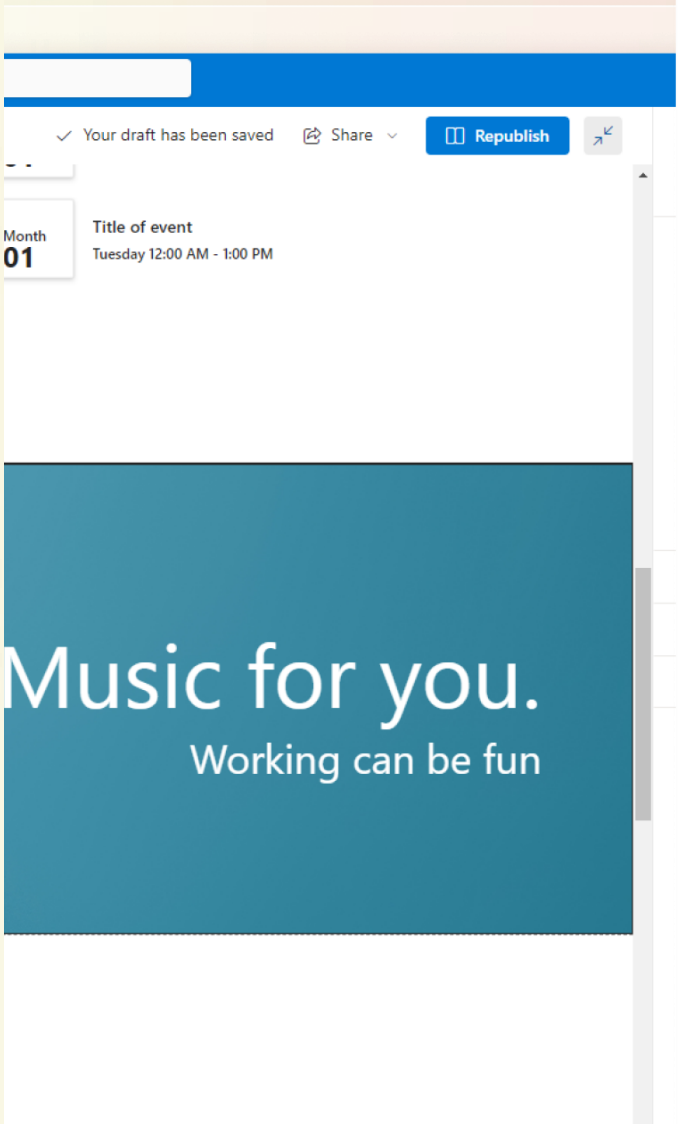 Your draft has been saved Share Republish
Month
01
Title of event
Tuesday 12:00 AM - 1:00 PM
Music for you.
Working can be fun